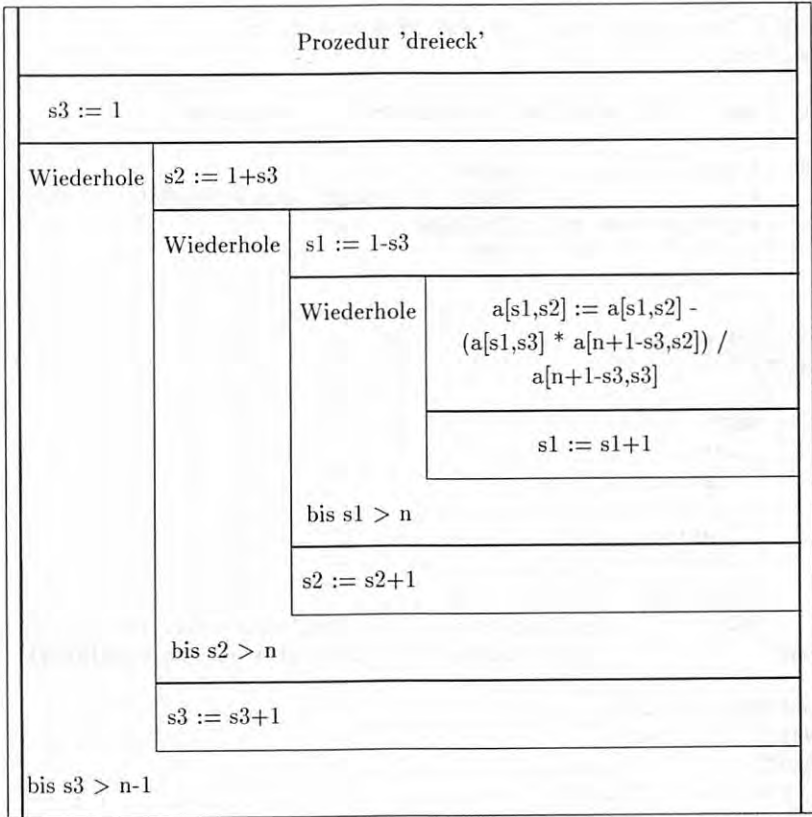 Prozedur 'dreieck'
s3 := 1
Wiederhole
s2 := 1+s3
Wiederhole
s1 := 1-s3
Wiederhole
a[s1,s2] := a[s1,s2] -
(a[s1,s3] * a[n+1-s3,s2]) /
a[n+1-s3,s3]
s1 := s1+1
bis s1 > n
s2 := s2+1
bis s2 > n
s3 := s3+1
bis s3 > n-1